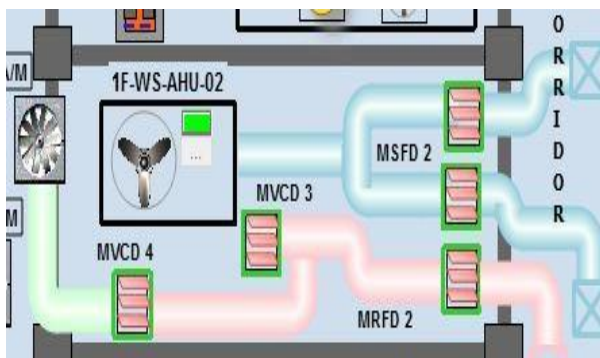 A/M
1F-WS-AHU-02
...
MSFD 2
MVCD 3
MVCD 4
MRFD 2
O
R
R
I
D
O
R